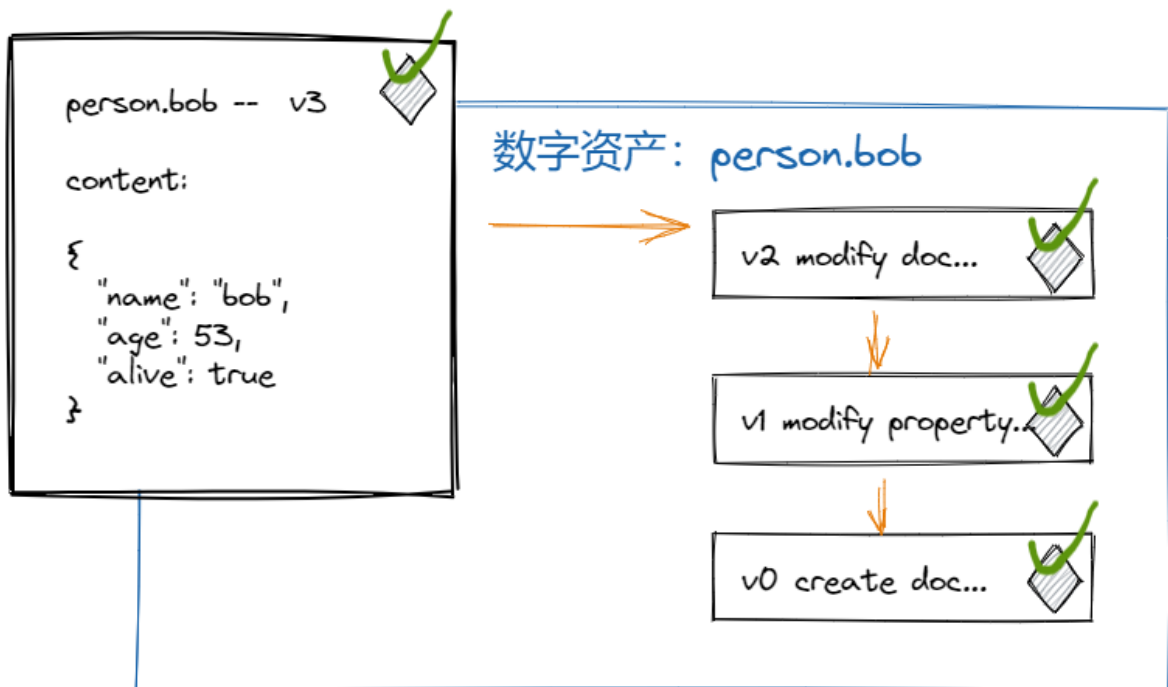 person.bob -- v3
content:
{
"name": "bob",
"age": 53,
"alive": true
}
数字资产：person.bob
v2 modify doc...
v1 modify property...
v0 create doc...